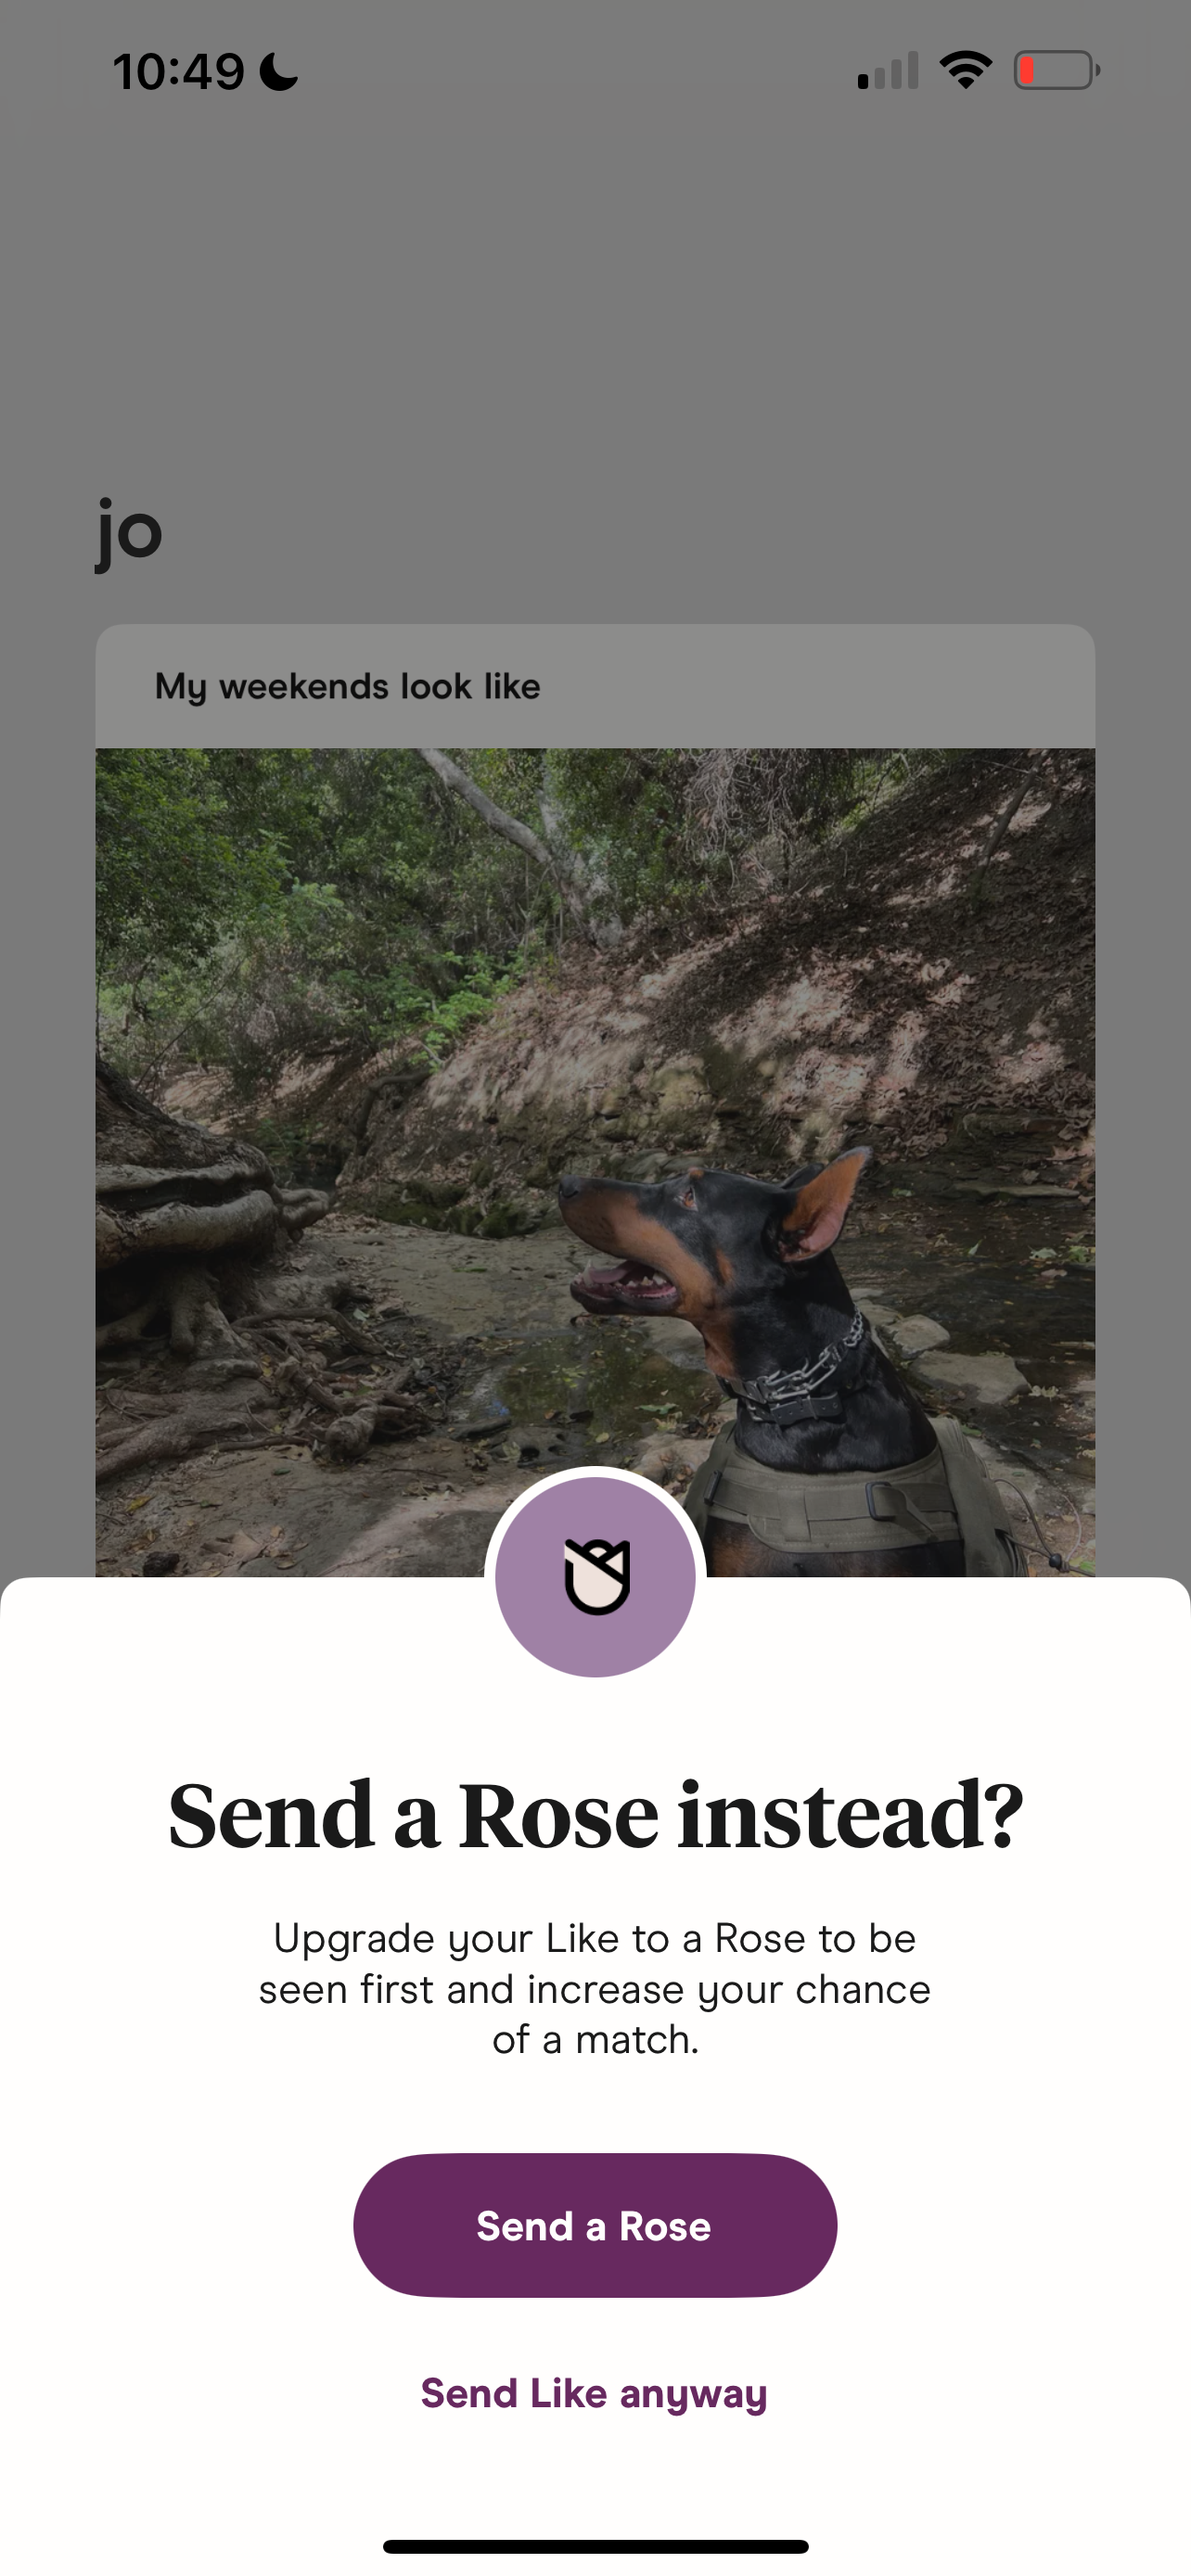 10:49
jo
My weekends look like
Send a Rose instead?
Upgrade your Like to a Rose to be
seen first and increase your chance
of a match.
Send a Rose
Send Like anyway